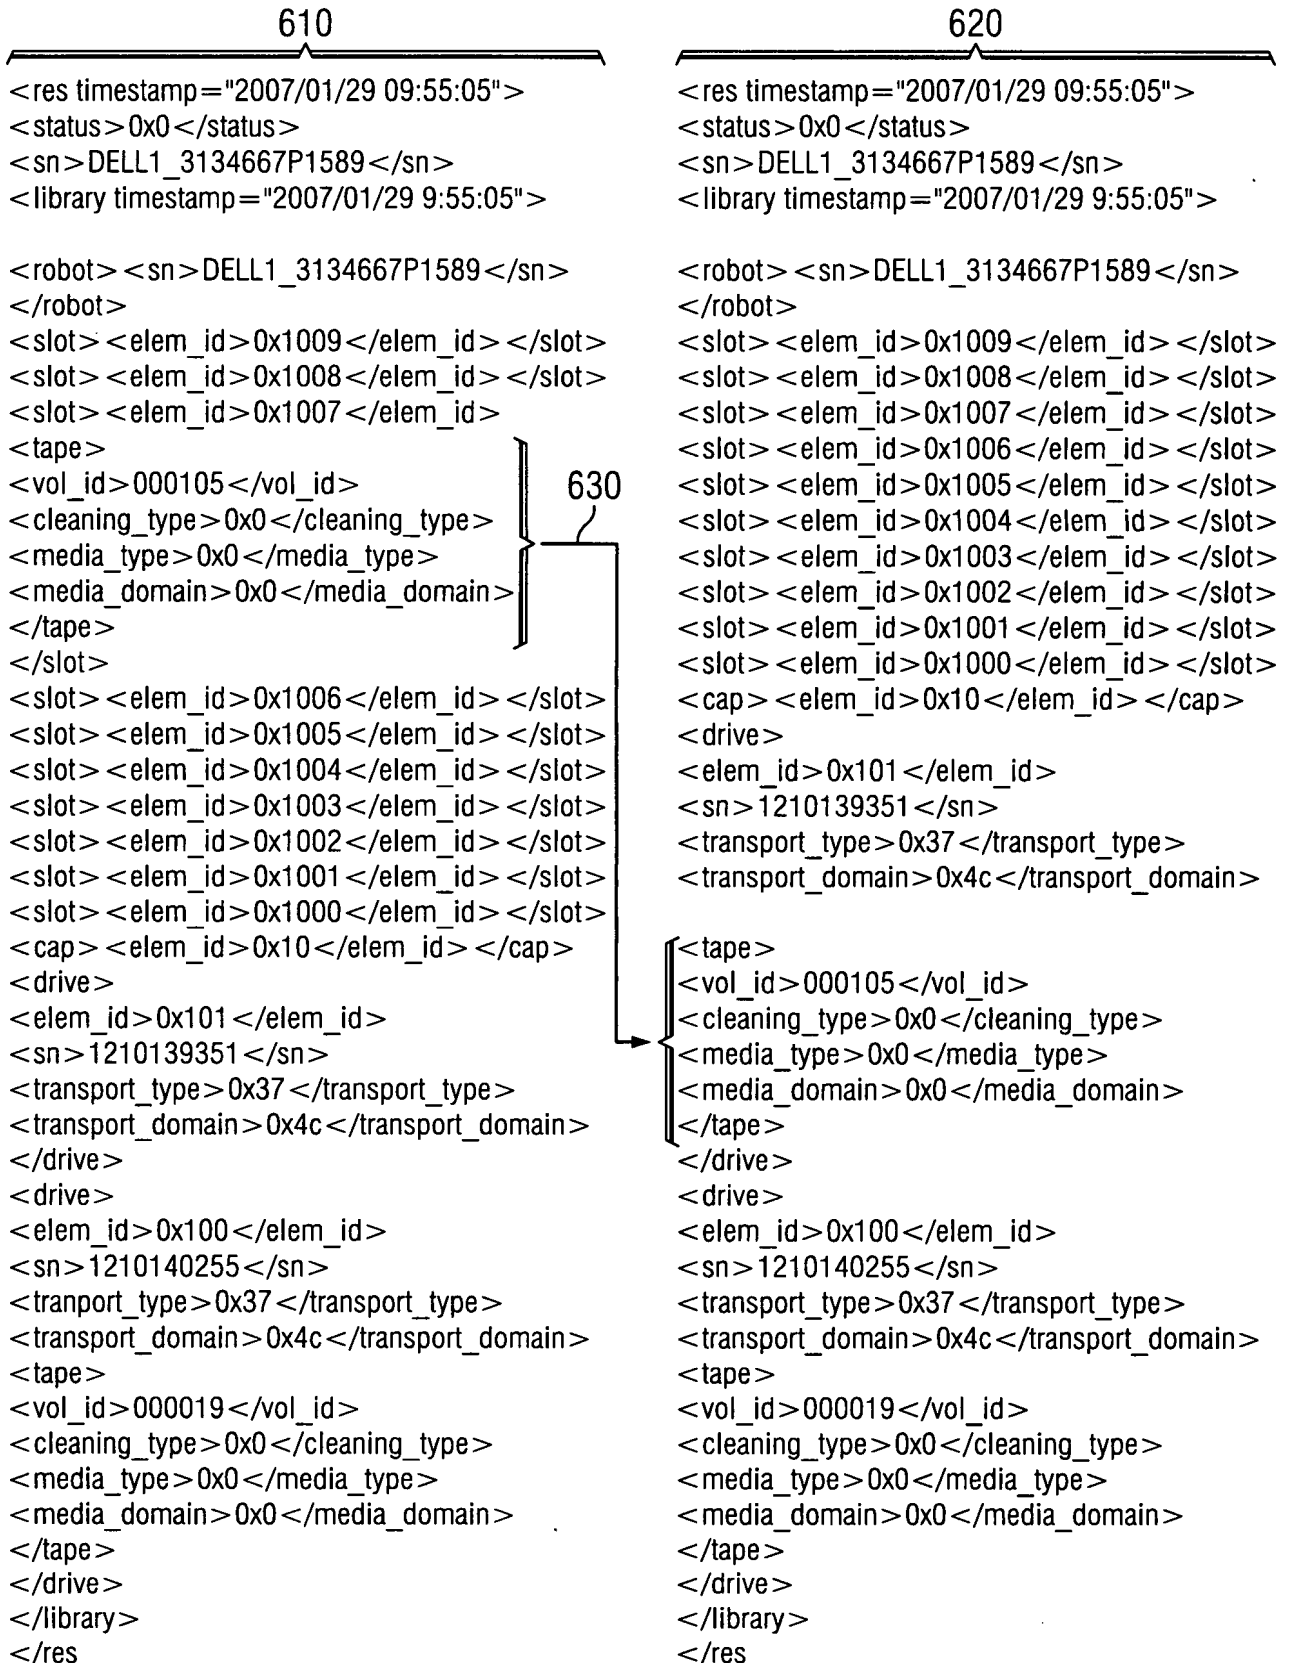 610
<res timestamp="2007/01/29 09:55:05">
<status>0x0</status>
<sn>DELL1_3134667P1589</sn>
<library timestamp="2007/01/29 9:55:05">
<robot><sn>DELL1_3134667P1589</sn>
</robot>
<slot><elem_id>0x1009</elem_id></slot>
<slot><elem_id>0x1008</elem_id></slot>
<slot><elem_id>0x1007</elem_id>
<tape>
<vol_id>000105</vol_id>
<cleaning_type>0x0</cleaning_type>
<media_type>0x0</media_type>
<media_domain>0x0</media_domain>
</tape>
</slot>
<slot><elem_id>0x1006</elem_id></slot>
<slot><elem_id>0x1005</elem_id></slot>
<slot><elem_id>0x1004</elem_id></slot>
<slot><elem_id>0x1003</elem_id></slot>
<slot><elem_id>0x1002</elem_id></slot>
<slot><elem_id>0x1001</elem_id></slot>
<slot><elem_id>0x1000</elem_id></slot>
<cap><elem_id>0x10</elem_id></cap>
<drive>
<elem_id>0x101</elem_id>
<sn>1210139351</sn>
<transport_type>0x37</transport_type>
<transport_domain>0x4c</transport_domain>
</drive>
<drive>
<elem_id>0x100</elem_id>
<sn>1210140255</sn>
<tranport_type>0x37</transport_type>
<transport_domain>0x4c</transport_domain>
<tape>
<vol_id>000019</vol_id>
<cleaning_type>0x0</cleaning_type>
<media_type>0x0</media_type>
<media_domain>0x0</media_domain>
</tape>
</drive>
</library>
</res
630
620
<res timestamp="2007/01/29 09:55:05">
<status>0x0</status>
<sn>DELL1_3134667P1589</sn>
<library timestamp="2007/01/29 9:55:05">
<robot><sn>DELL1_3134667P1589</sn>
</robot>
<slot><elem_id>0x1009</elem_id></slot>
<slot><elem_id>0x1008</elem_id></slot>
<slot><elem_id>0x1007</elem_id></slot>
<slot><elem_id>0x1006</elem_id></slot>
<slot><elem_id>0x1005</elem_id></slot>
<slot><elem_id>0x1004</elem_id></slot>
<slot><elem_id>0x1003</elem_id></slot>
<slot><elem_id>0x1002</elem_id></slot>
<slot><elem_id>0x1001</elem_id></slot>
<slot><elem_id>0x1000</elem_id></slot>
<cap><elem_id>0x10</elem_id></cap>
<drive>
<elem_id>0x101</elem_id>
<sn>1210139351</sn>
<transport_type>0x37</transport_type>
<transport_domain>0x4c</transport_domain>
<tape>
<vol_id>000105</vol_id>
<cleaning_type>0x0</cleaning_type>
<media_type>0x0</media_type>
<media_domain>0x0</media_domain>
</tape>
</drive>
<drive>
<elem_id>0x100</elem_id>
<sn>1210140255</sn>
<transport_type>0x37</transport_type>
<transport_domain>0x4c</transport_domain>
<tape>
<vol_id>000019</vol_id>
<cleaning_type>0x0</cleaning_type>
<media_type>0x0</media_type>
<media_domain>0x0</media_domain>
</tape>
</drive>
</library>
</res